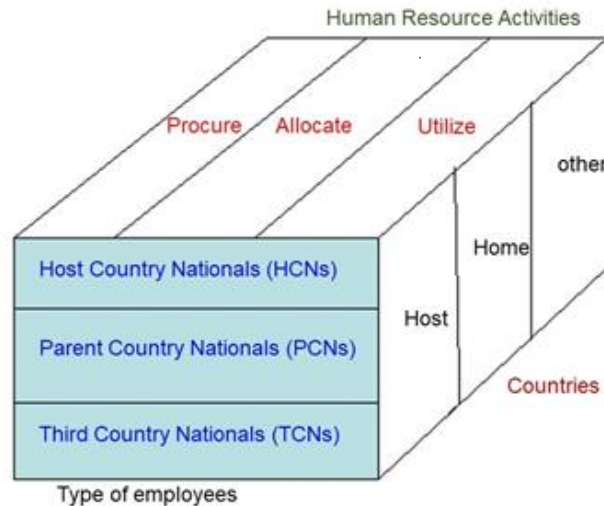 Human Resource Activities
Procure Allocate Utilize
other
Host Country Nationals (HCNs)
Home
Host
Parent Country Nationals (PCNs)
Countries
Third Country Nationals (TCNs)
Type of employees